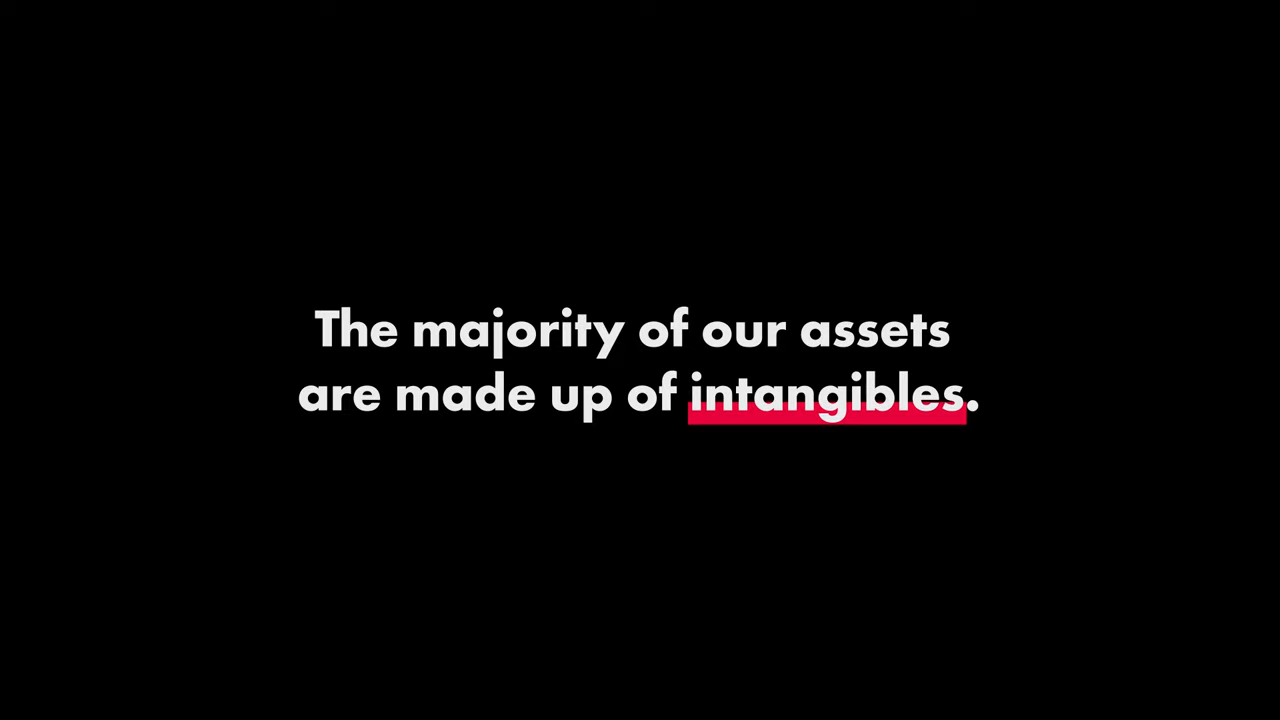 The majority of our assets
are made up of intangibles.